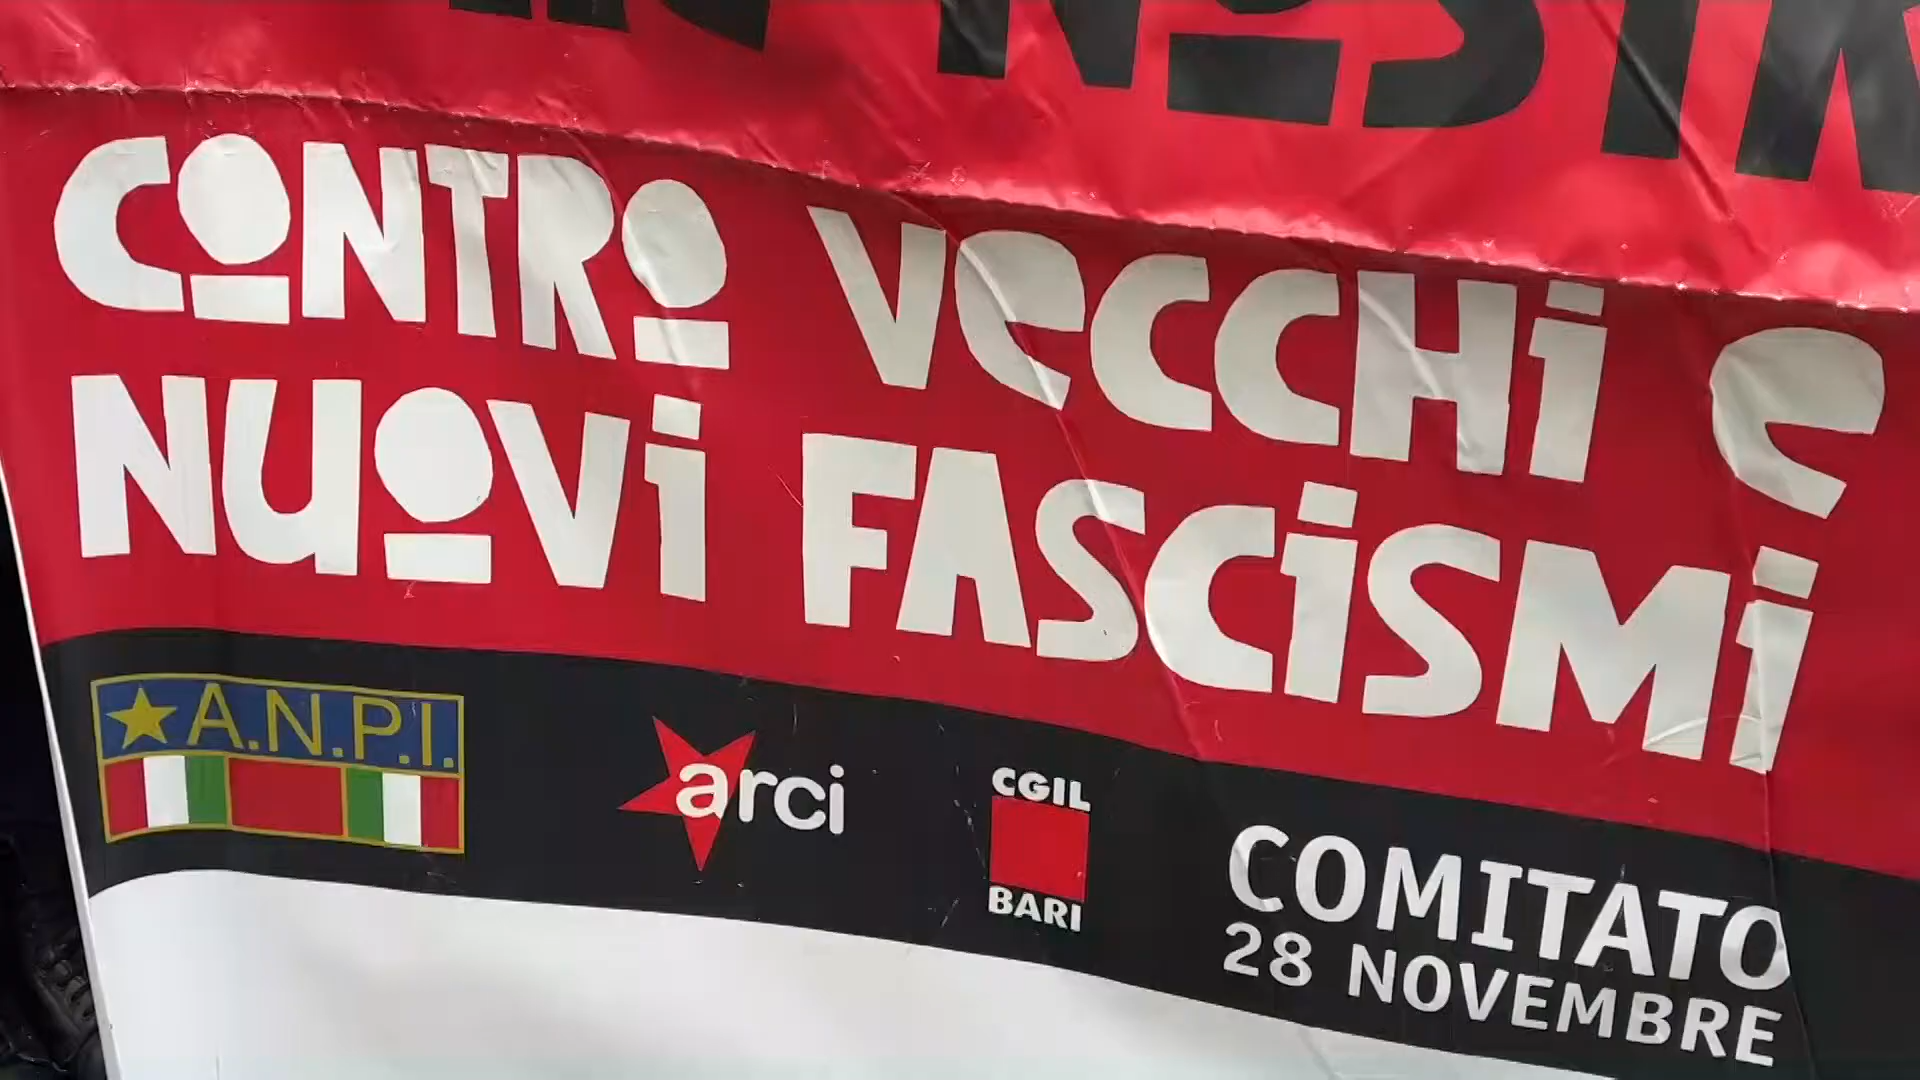 CONTRO VECCHI E
NUOVI FASCISMI
A.N.P.I.
arci
CGIL
BARI
COMITATO
28 NOVEMBRE